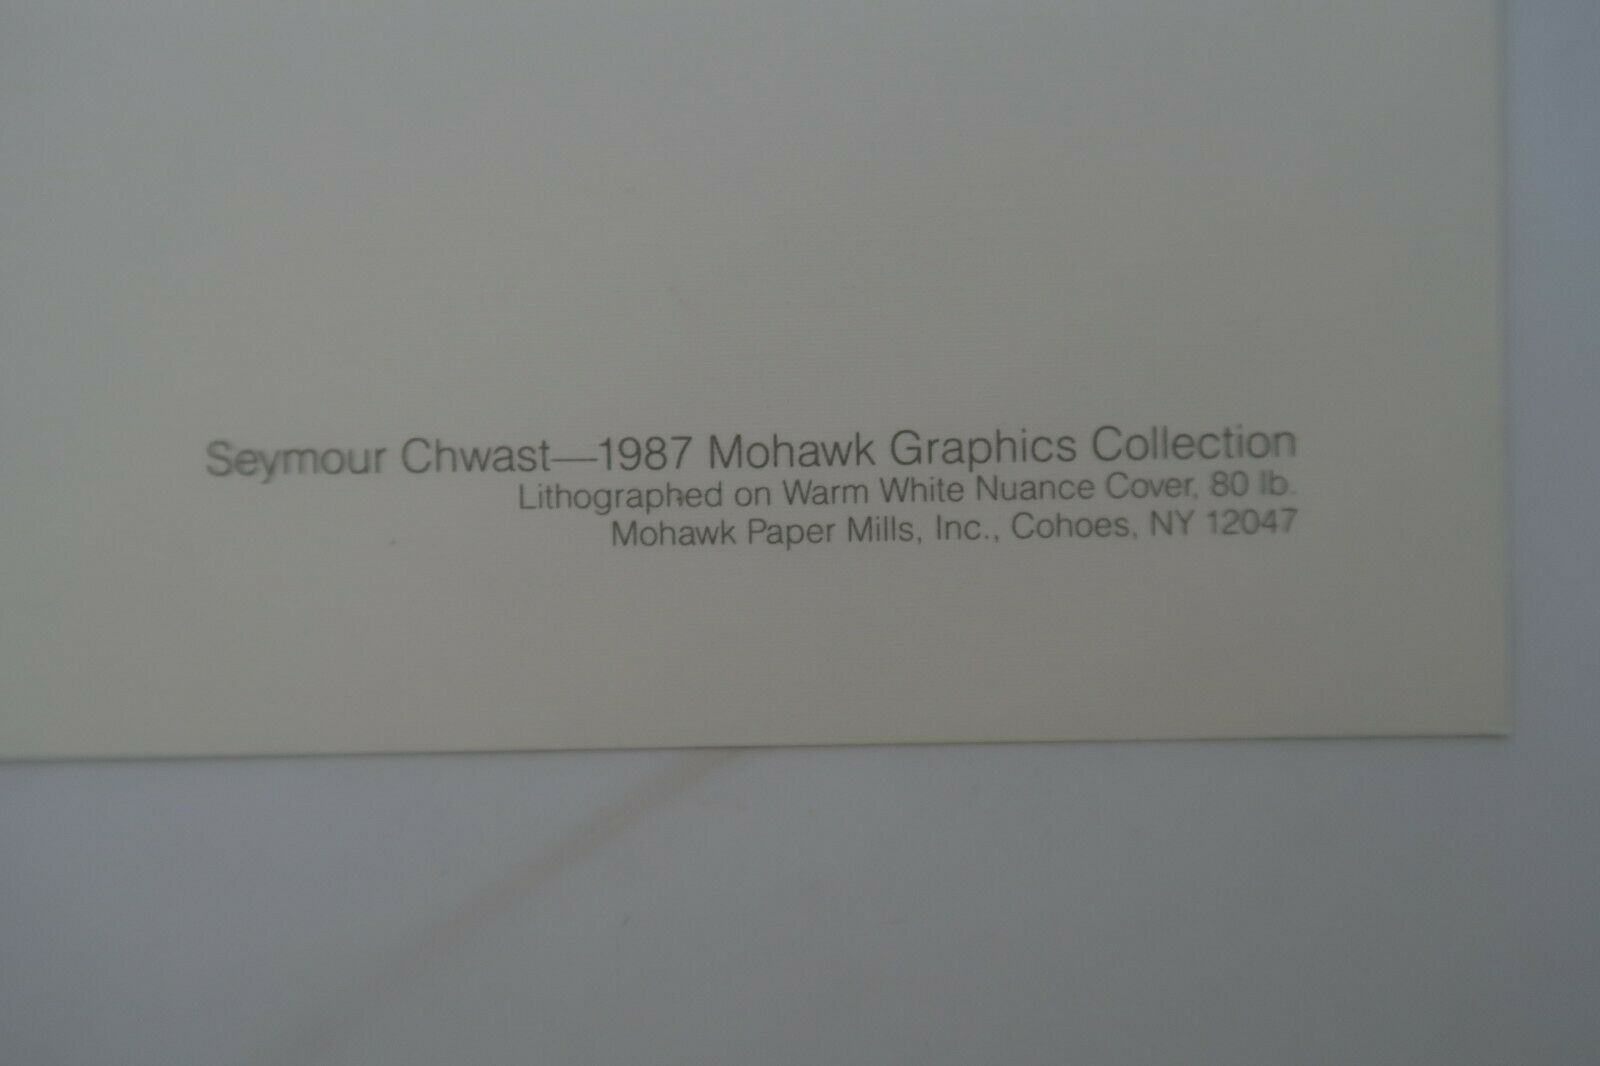 Seymour Chwast—1987 Mohawk Graphics Collection
Lithographed on Warm White Nuance Cover, 80 lb.
Mohawk Paper Mills, Inc., Cohoes, NY 12047